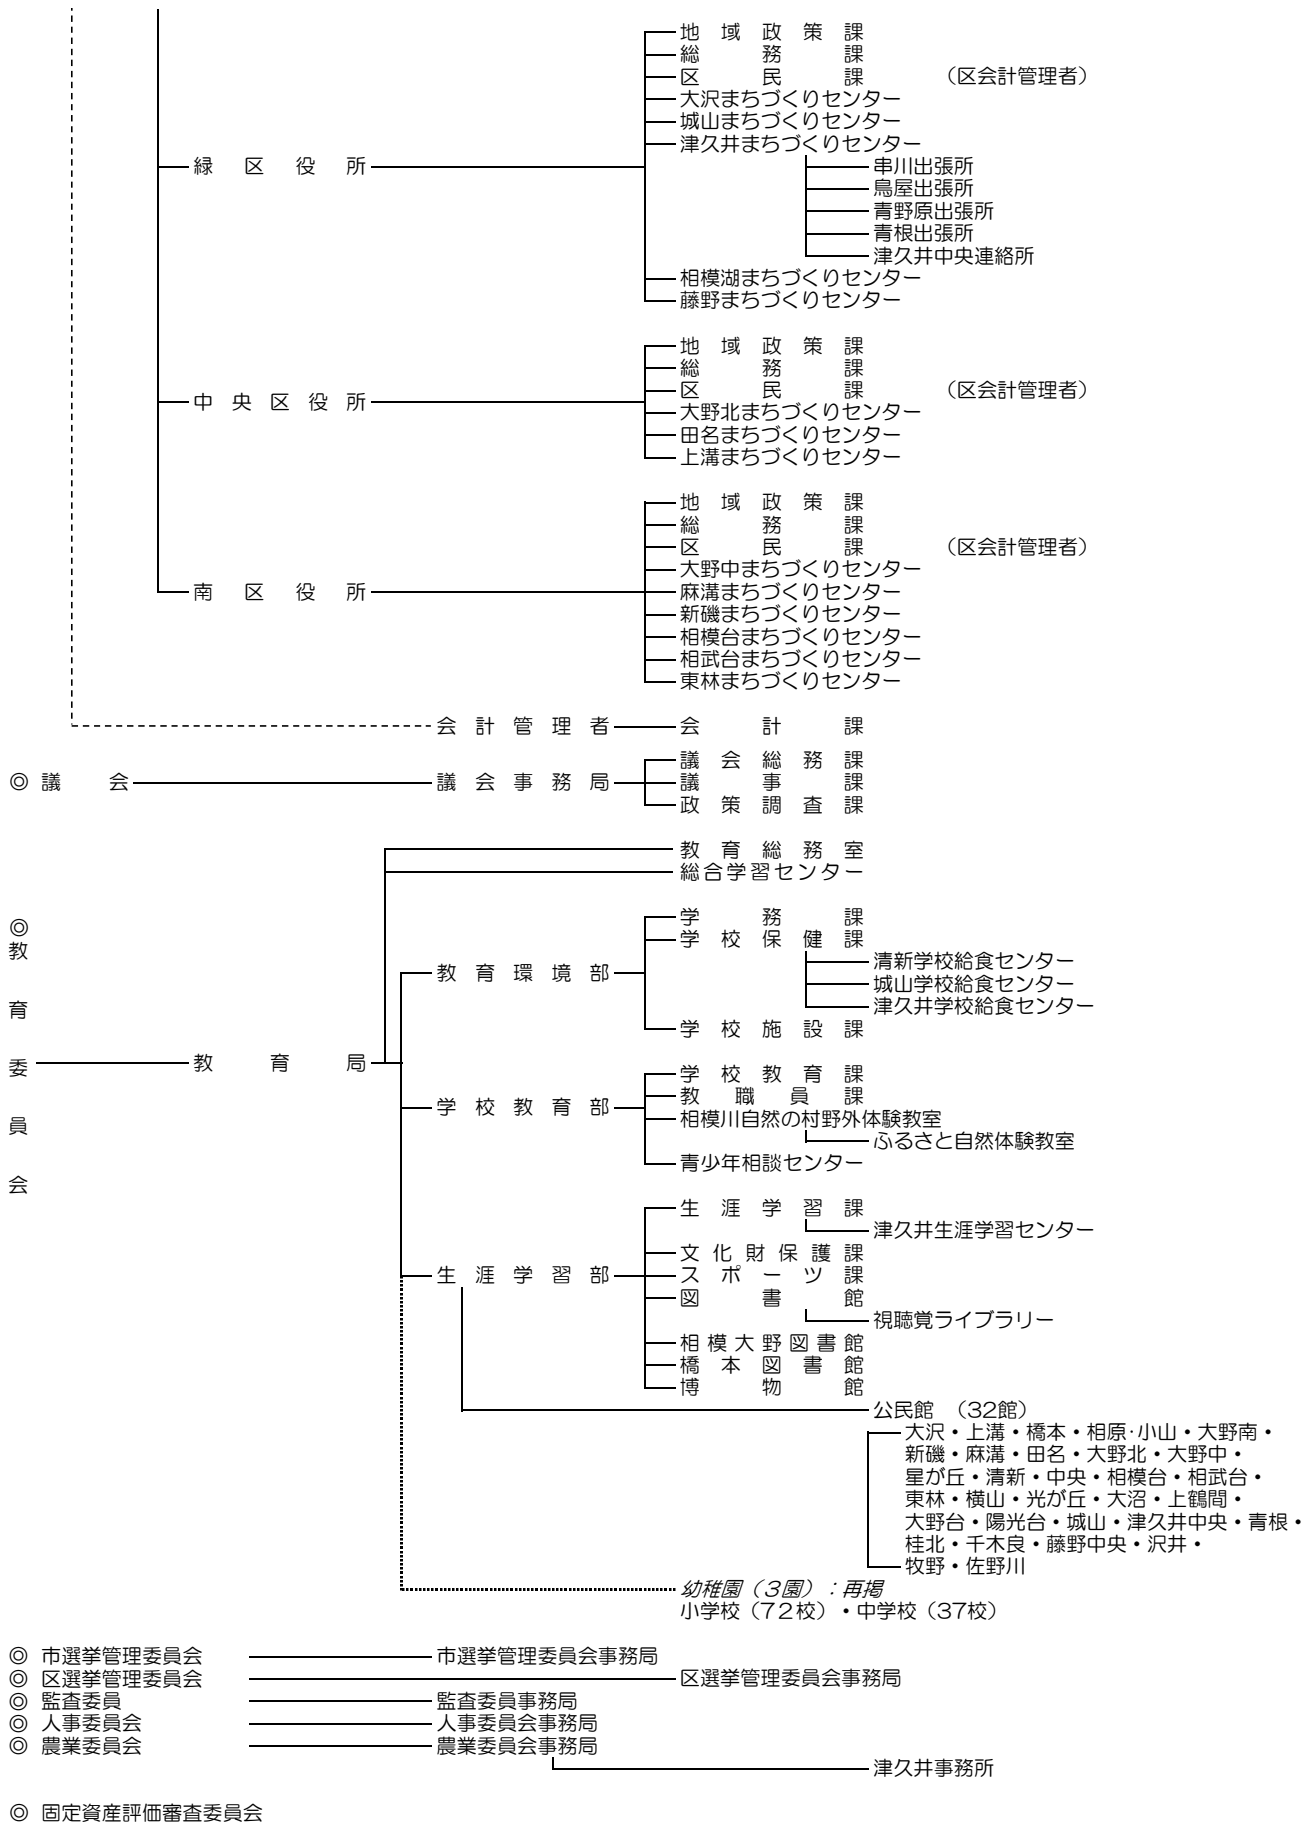 地域政策課
総務課
区民課 （区会計管理者）
大沢まちづくりセンター
城山まちづくりセンター
津久井まちづくりセンター
緑区役所
串川出張所
鳥屋出張所
青野原出張所
青根出張所
津久井中央連絡所
相模湖まちづくりセンター
藤野まちづくりセンター
地域政策課
総務課
区民課 （区会計管理者）
中央区役所
大野北まちづくりセンター
田名まちづくりセンター
上溝まちづくりセンター
地域政策課
総務課
区民課 （区会計管理者）
大野中まちづくりセンター
南区役所
麻溝まちづくりセンター
新磯まちづくりセンター
相模台まちづくりセンター
相武台まちづくりセンター
東林まちづくりセンター
会計管理者 会計課
◎ 議会 議会事務局
議会総務課
議事課
政策調査課
◎教育委員会
教育局
教育総務室
総合学習センター
教育環境部
学務課
学校保健課
清新学校給食センター
城山学校給食センター
津久井学校給食センター
学校施設課
学校教育部
学校教育課
教職員課
相模川自然の村野外体験教室
ふるさと自然体験教室
青少年相談センター
生涯学習部
生涯学習課
津久井生涯学習センター
文化財保護課
スポーツ課
図書館
視聴覚ライブラリー
相模大野図書館
橋本図書館
博物館
公民館 （32館）
大沢・上溝・橋本・相原・小山・大野南・
新磯・麻溝・田名・大野北・大野中・
星が丘・清新・中央・相模台・相武台・
東林・横山・光が丘・大沼・上鶴間・
大野台・陽光台・城山・津久井中央・青根・
桂北・千木良・藤野中央・沢井・
牧野・佐野川
幼稚園（3園）：再掲
小学校（72校）・中学校（37校）
◎ 市選挙管理委員会 市選挙管理委員会事務局
◎ 区選挙管理委員会 区選挙管理委員会事務局
◎ 監査委員 監査委員事務局
◎ 人事委員会 人事委員会事務局
◎ 農業委員会 農業委員会事務局
津久井事務所
◎ 固定資産評価審査委員会